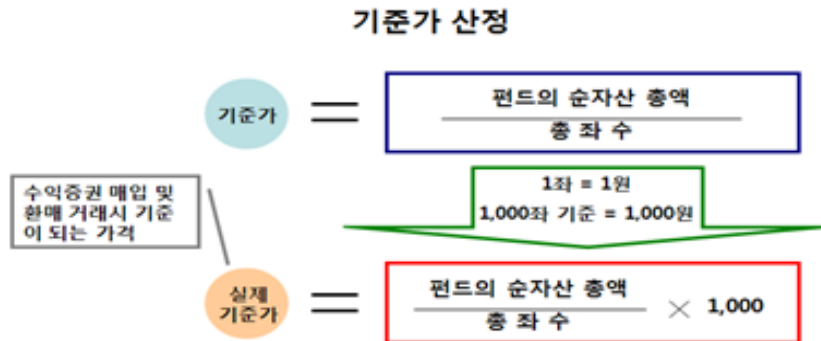 기준가 산정
기준가
펀드의 순자산 총액
총 좌 수
1좌 = 1원
1,000좌 기준 = 1,000원
수익증권 매입 및
환매 거래시 기준
이 되는 가격
실제
기준가
펀드의 순자산 총액
총 좌 수
× 1,000